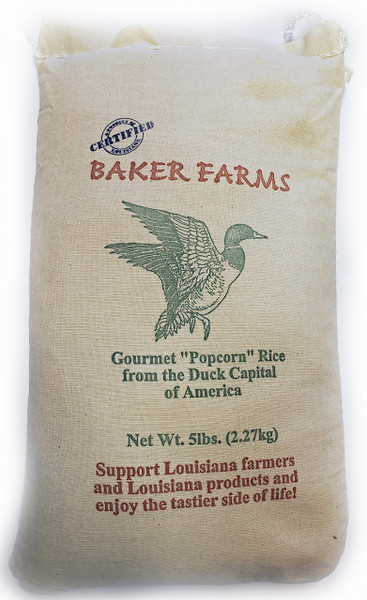 CERTIFIED
LOUISIANA
BAKER FARMS
Gourmet "Popcorn" Rice
from the Duck Capital
of America
Net Wt. 5lbs. (2.27kg)
Support Louisiana farmers
and Louisiana products and
enjoy the tastier side of life!